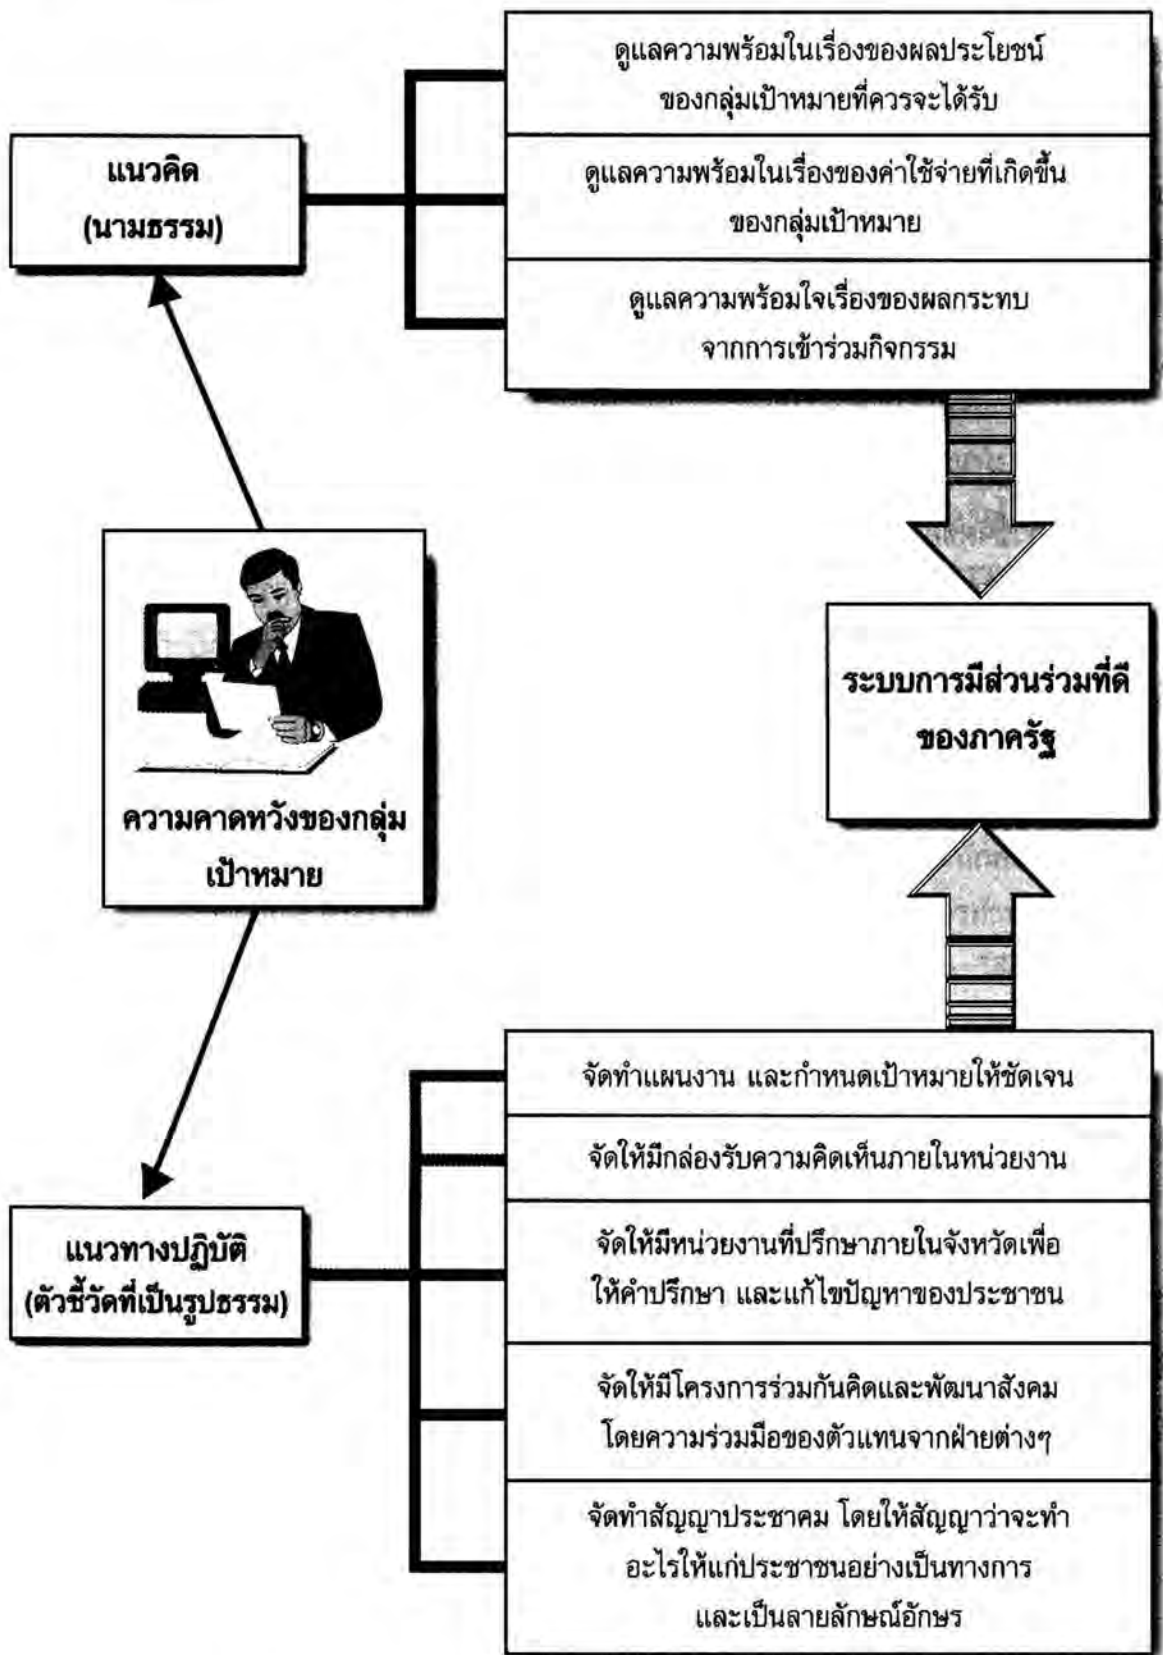 ดูแลความพร้อมในเรื่องของผลประโยชน์
ของกลุ่มเป้าหมายที่ควรจะได้รับ
แนวคิด
(นามธรรม)
ดูแลความพร้อมในเรื่องของค่าใช้จ่ายที่เกิดขึ้น
ของกลุ่มเป้าหมาย
ดูแลความพร้อมใจเรื่องของผลกระทบ
จากการเข้าร่วมกิจกรรม
ความคาดหวังของกลุ่ม
เป้าหมาย
ระบบการมีส่วนร่วมที่ดี
ของภาครัฐ
แนวทางปฏิบัติ
(ตัวชี้วัดที่เป็นรูปธรรม)
จัดทำแผนงาน และกำหนดเป้าหมายให้ชัดเจน
จัดให้มีกล่องรับความคิดเห็นภายในหน่วยงาน
จัดให้มีหน่วยงานที่ปรึกษาภายในจังหวัดเพื่อ
ให้คำปรึกษา และแก้ไขปัญหาของประชาชน
จัดให้มีโครงการร่วมกันคิดและพัฒนาสังคม
โดยความร่วมมือของตัวแทนจากฝ่ายต่างๆ
จัดทำสัญญาประชาคม โดยให้สัญญาว่าจะทำ
อะไรให้แก่ประชาชนอย่างเป็นทางการ
และเป็นลายลักษณ์อักษร